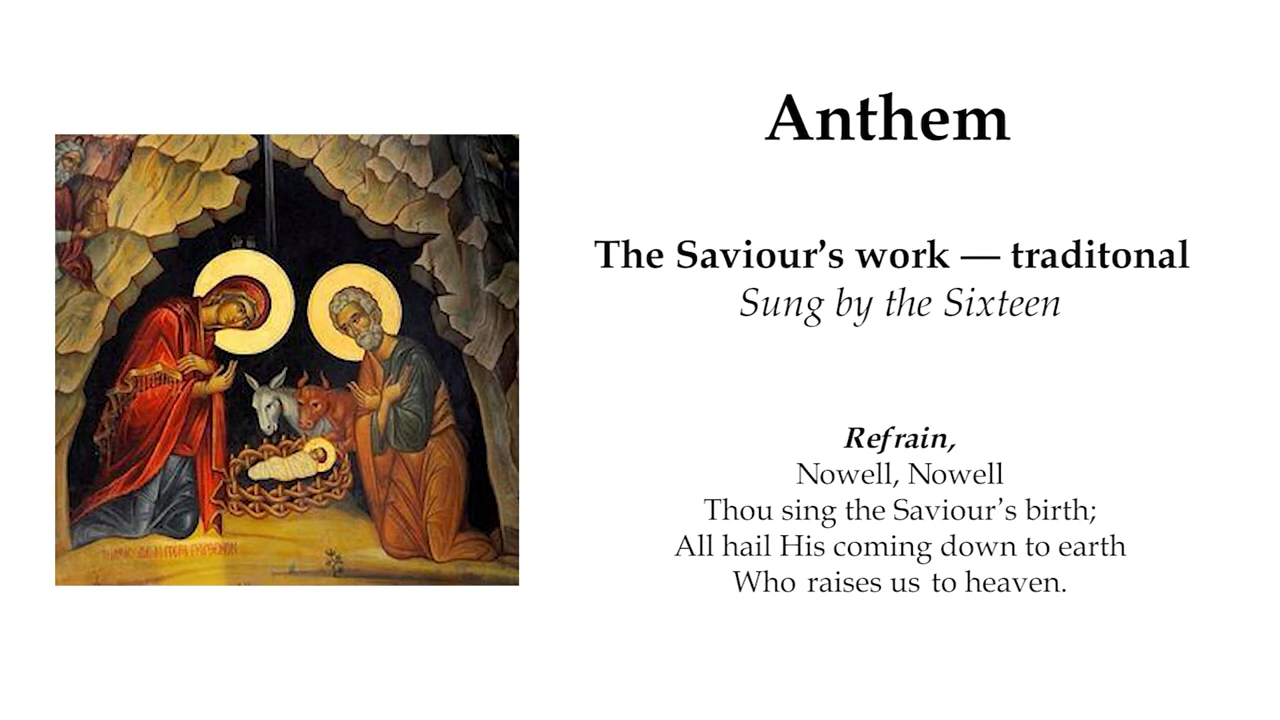 Anthem
The Saviour’s work — traditonal
Sung by the Sixteen
Refrain,
Nowell, Nowell
Thou sing the Saviour’s birth;
All hail His coming down to earth
Who raises us to heaven.